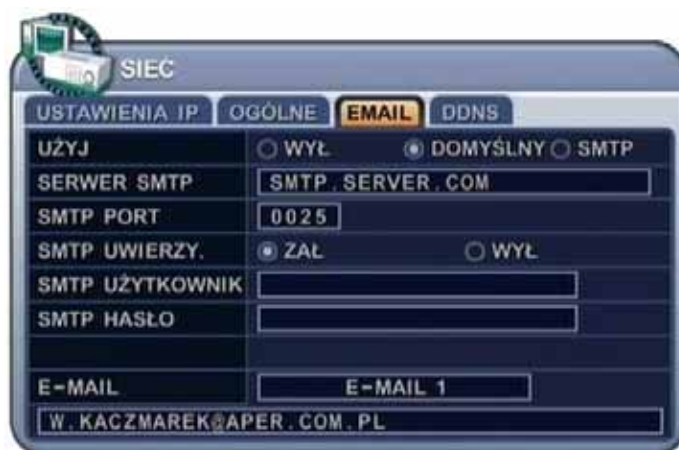 SIEĆ
USTAWIENIA IP OGÓLNE EMAIL DDNS
UŻYJ WYŁ. DOMYŚLNY SMTP
SERWER SMTP SMTP.SERVER.COM
SMTP PORT 0025
SMTP UWIERZY. ZAŁ WYŁ
SMTP UŻYTKOWNIK
SMTP HASŁO
E-MAIL E-MAIL 1
W.KACZMAREK@APER.COM.PL